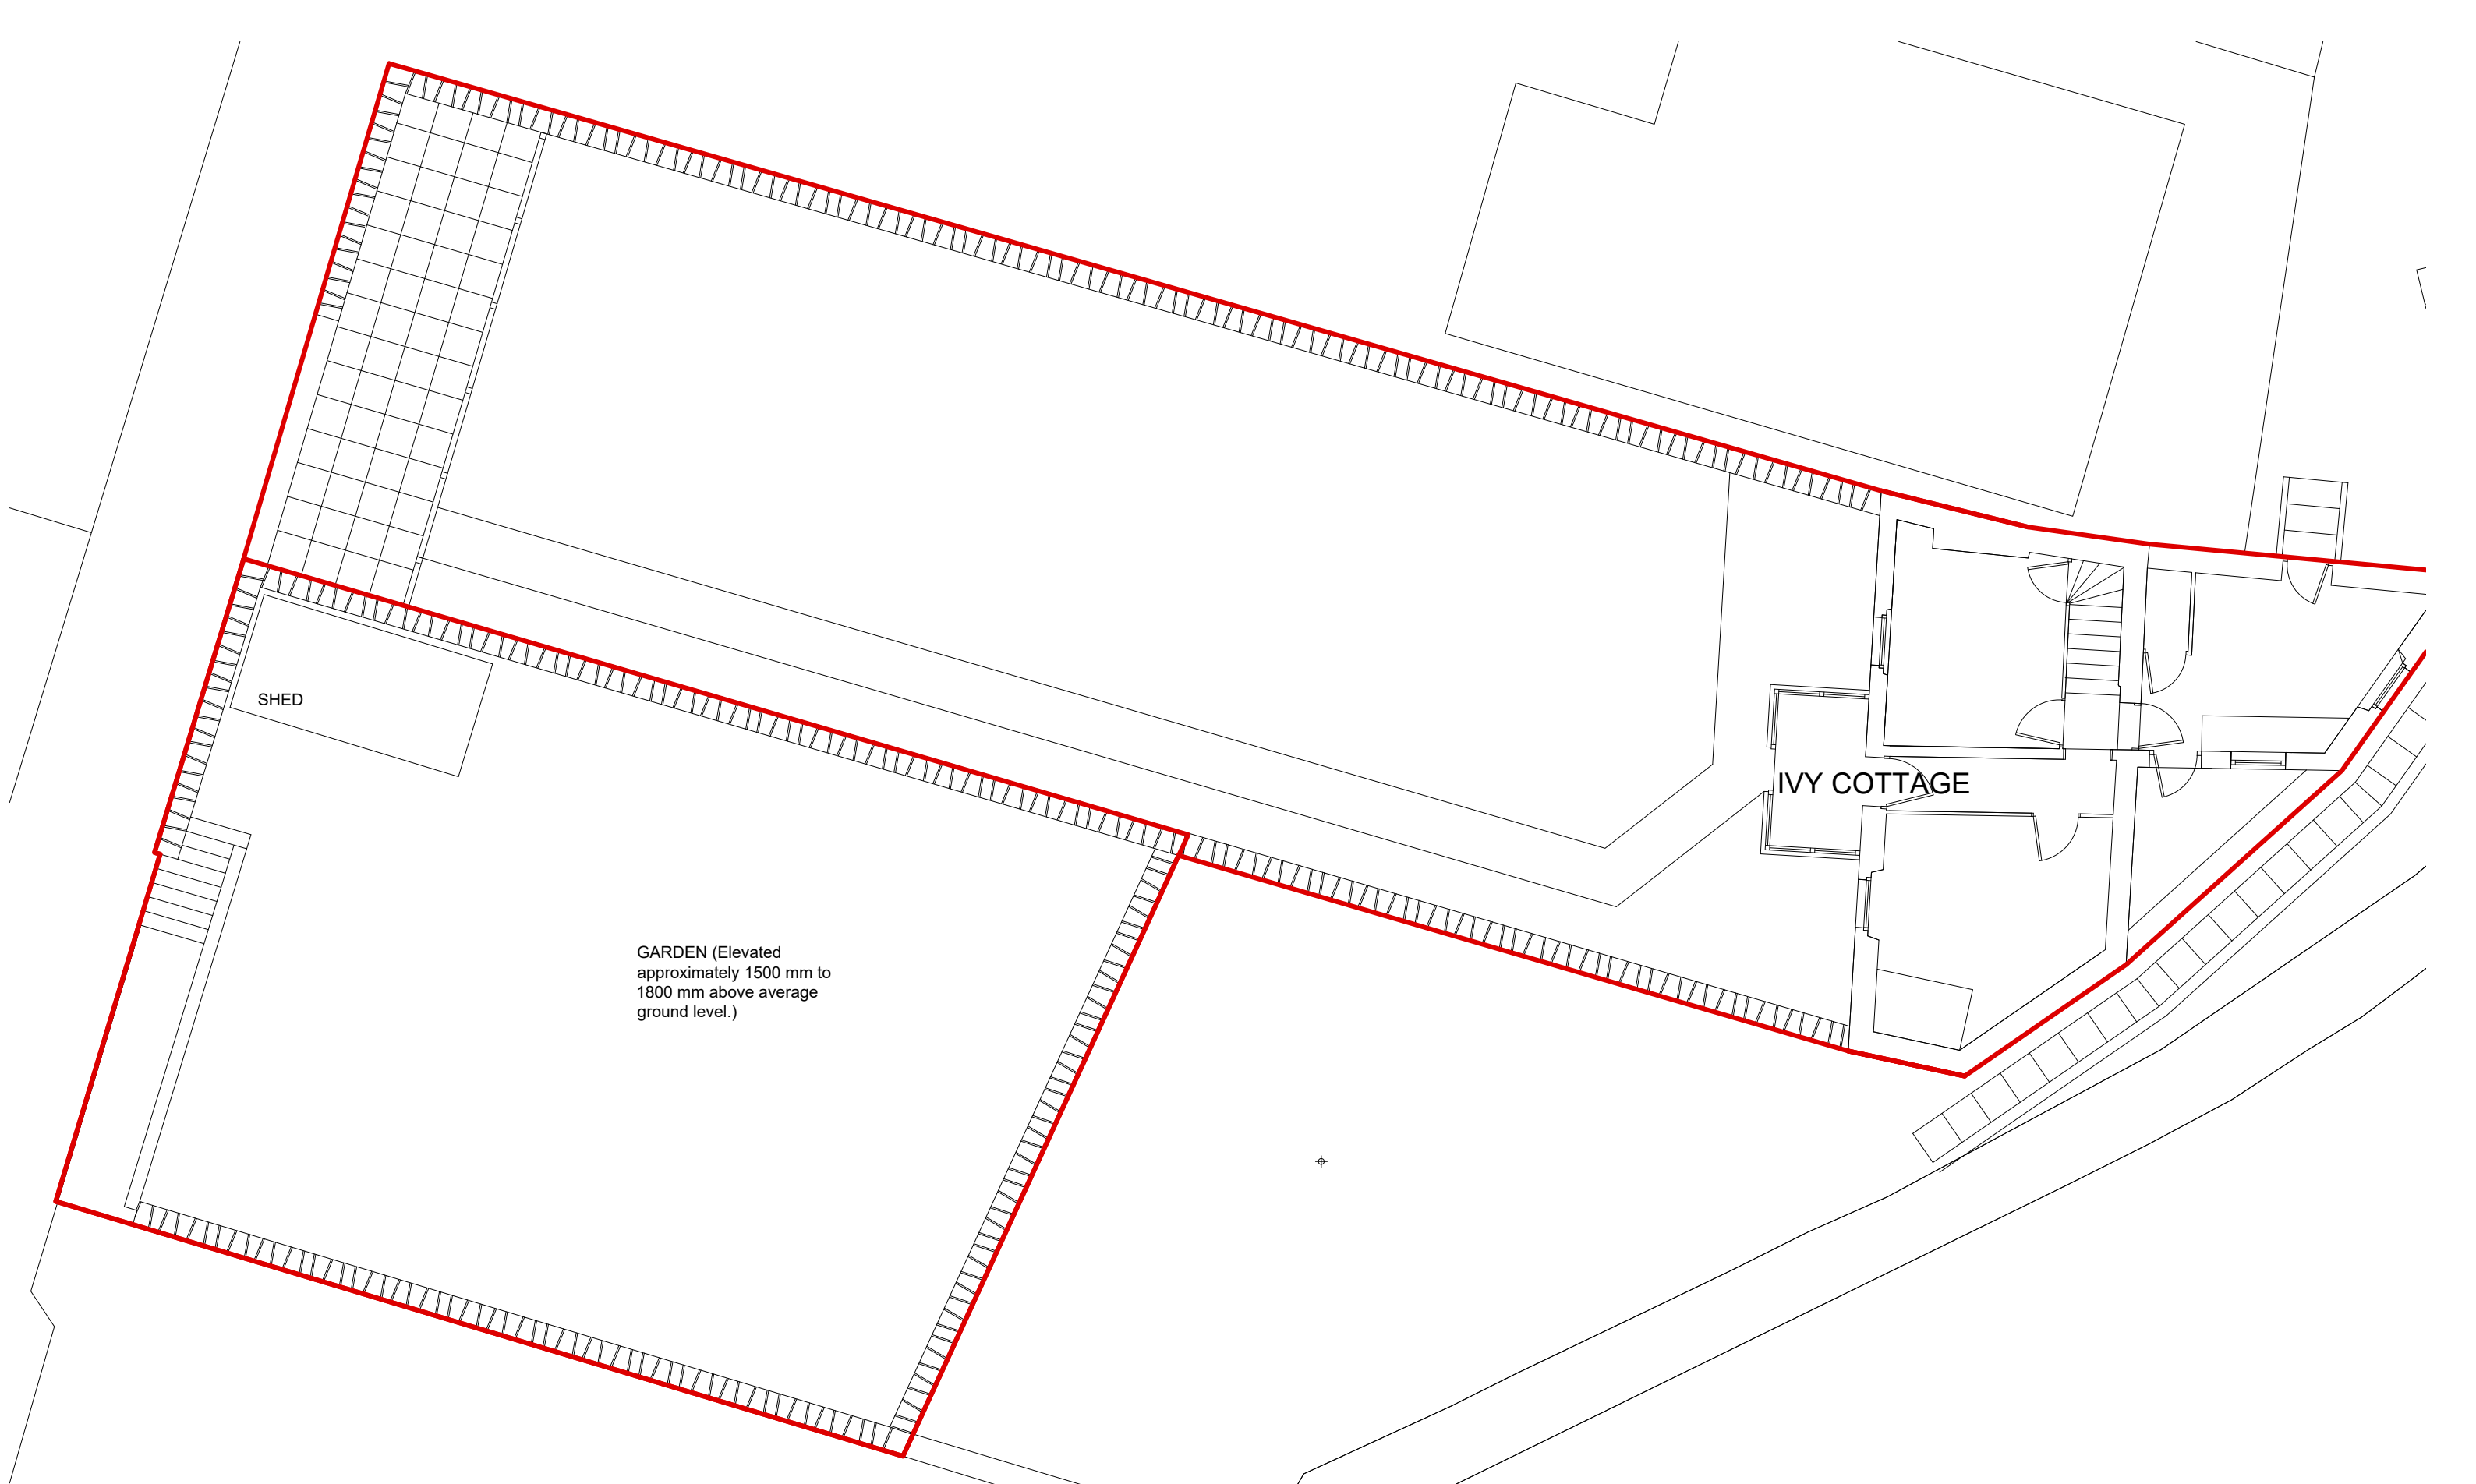 SHED
IVY COTTAGE
GARDEN (Elevated
approximately 1500 mm to
1800 mm above average
ground level.)